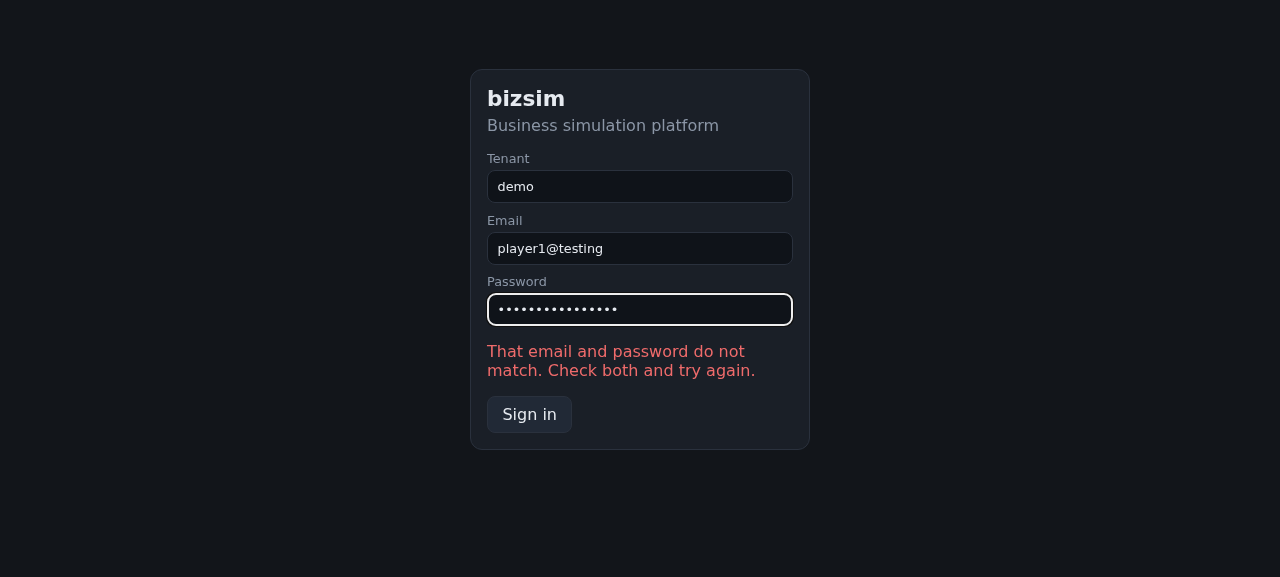 bizsim
Business simulation platform
Tenant
demo
Email
player1@testing
Password
••••••••••••••••
That email and password do not
match. Check both and try again.
Sign in